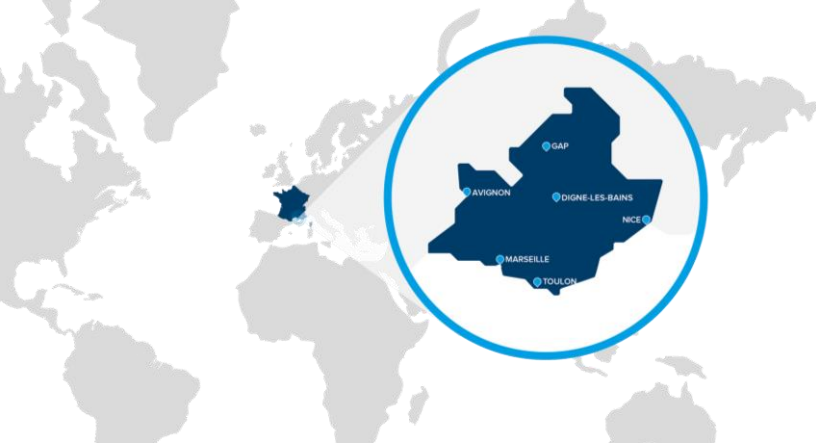 GAP
AVIGNON
DIGNE-LES-BAINS
NICE
MARSEILLE
TOULON